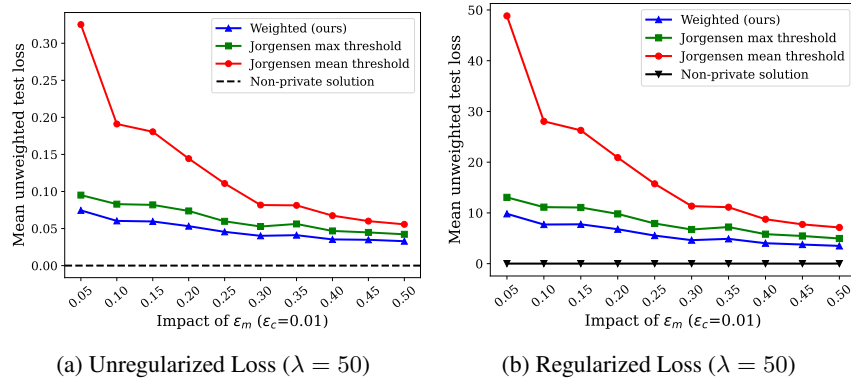 Mean unweighted test loss
0.30
0.25
0.20
0.15
0.10
0.05
0.00
Weighted (ours)
Jorgensen max threshold
Jorgensen mean threshold
Non-private solution
0.05 0.10 0.15 0.20 0.25 0.30 0.35 0.40 0.45 0.50
Impact of ε_m (ε_c=0.01)
(a) Unregularized Loss (λ = 50)
Mean unweighted test loss
50
40
30
20
10
0
Weighted (ours)
Jorgensen max threshold
Jorgensen mean threshold
Non-private solution
0.05 0.10 0.15 0.20 0.25 0.30 0.35 0.40 0.45 0.50
Impact of ε_m (ε_c=0.01)
(b) Regularized Loss (λ = 50)